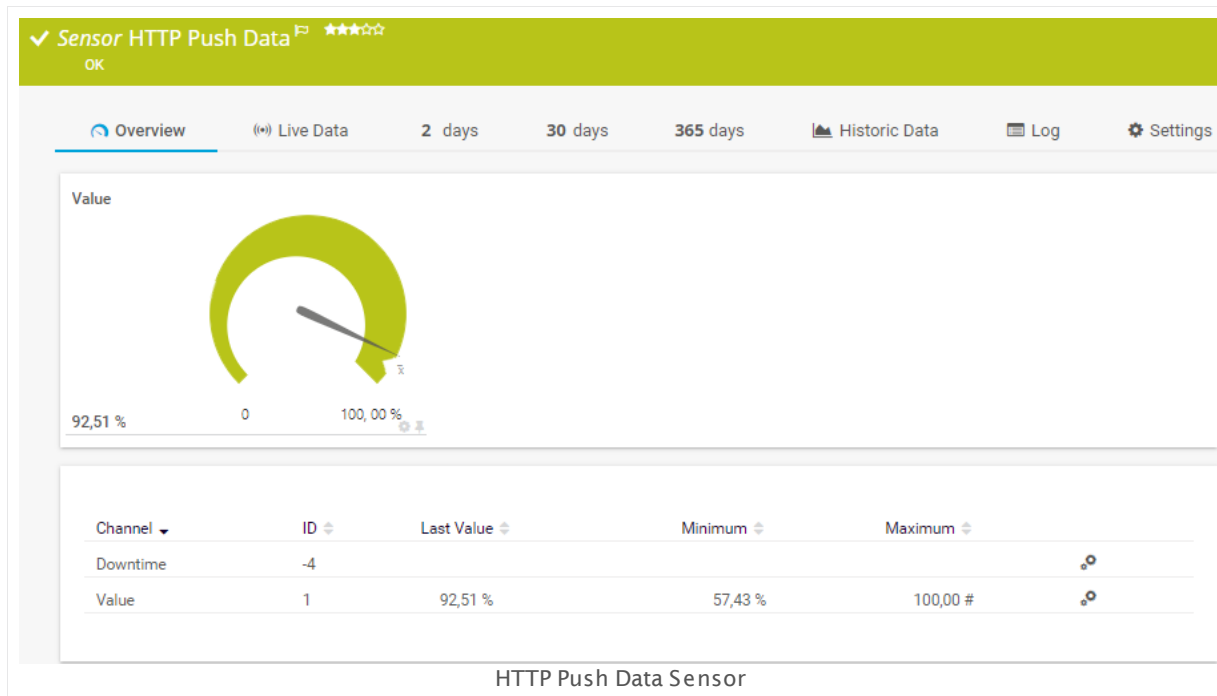 Sensor HTTP Push Data
OK
Overview Live Data 2 days 30 days 365 days Historic Data Log Settings
Value
x̄
0 100, 00 %
92,51 %
Channel ID Last Value Minimum Maximum
Downtime -4
Value 1 92,51 % 57,43 % 100,00 #
HTTP Push Data Sensor